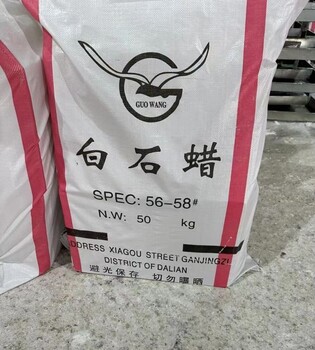 GUO WANG
白石蜡
SPEC: 56-58#
N.W: 50 kg
DDRESS XIAGOU STREET GANJINGZI
DISTRICT OF DALIAN
避光保存 切勿曝晒